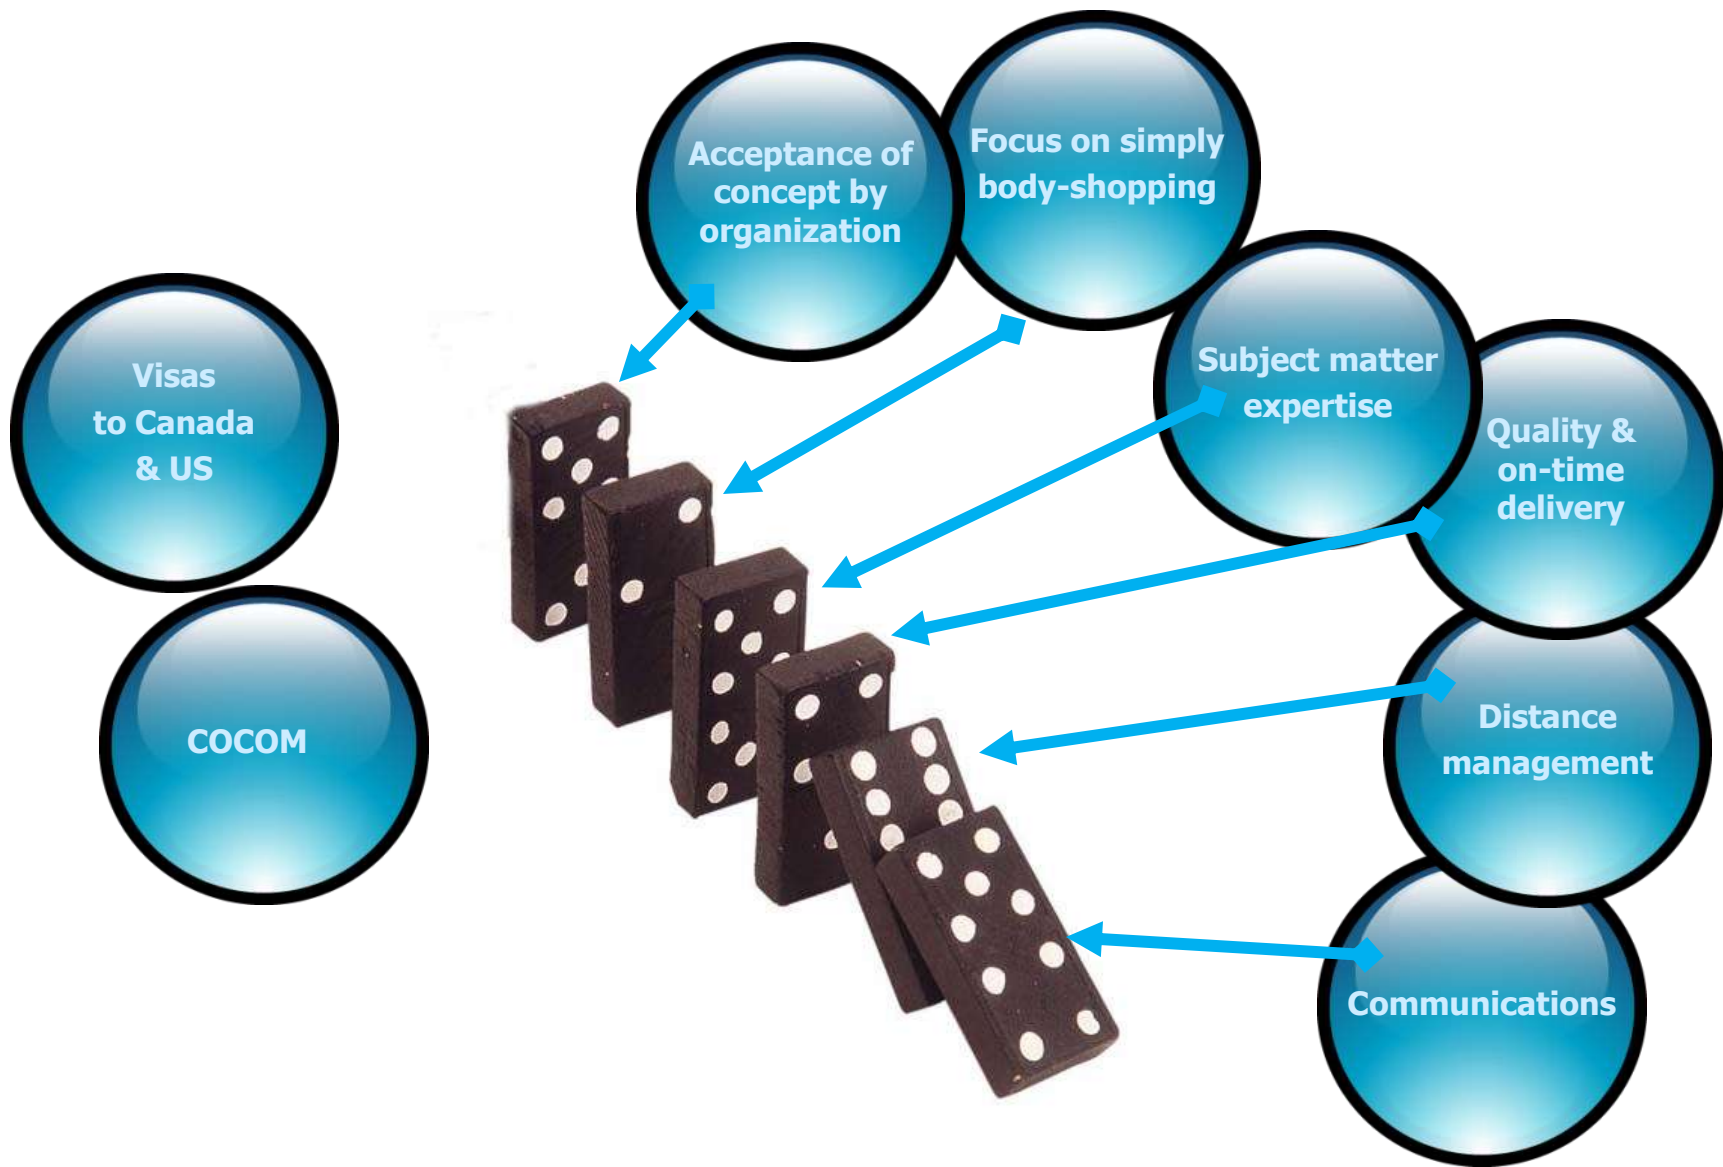 Acceptance of
concept by
organization
Focus on simply
body-shopping
Subject matter
expertise
Quality &
on-time
delivery
Distance
management
Communications
Visas
to Canada
& US
COCOM